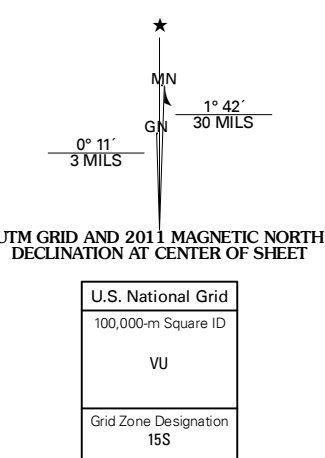 ★
MN
GN
1° 42´
30 MILS
0° 11´
3 MILS
UTM GRID AND 2011 MAGNETIC NORTH
DECLINATION AT CENTER OF SHEET
U.S. National Grid
100,000-m Square ID
VU
Grid Zone Designation
15S